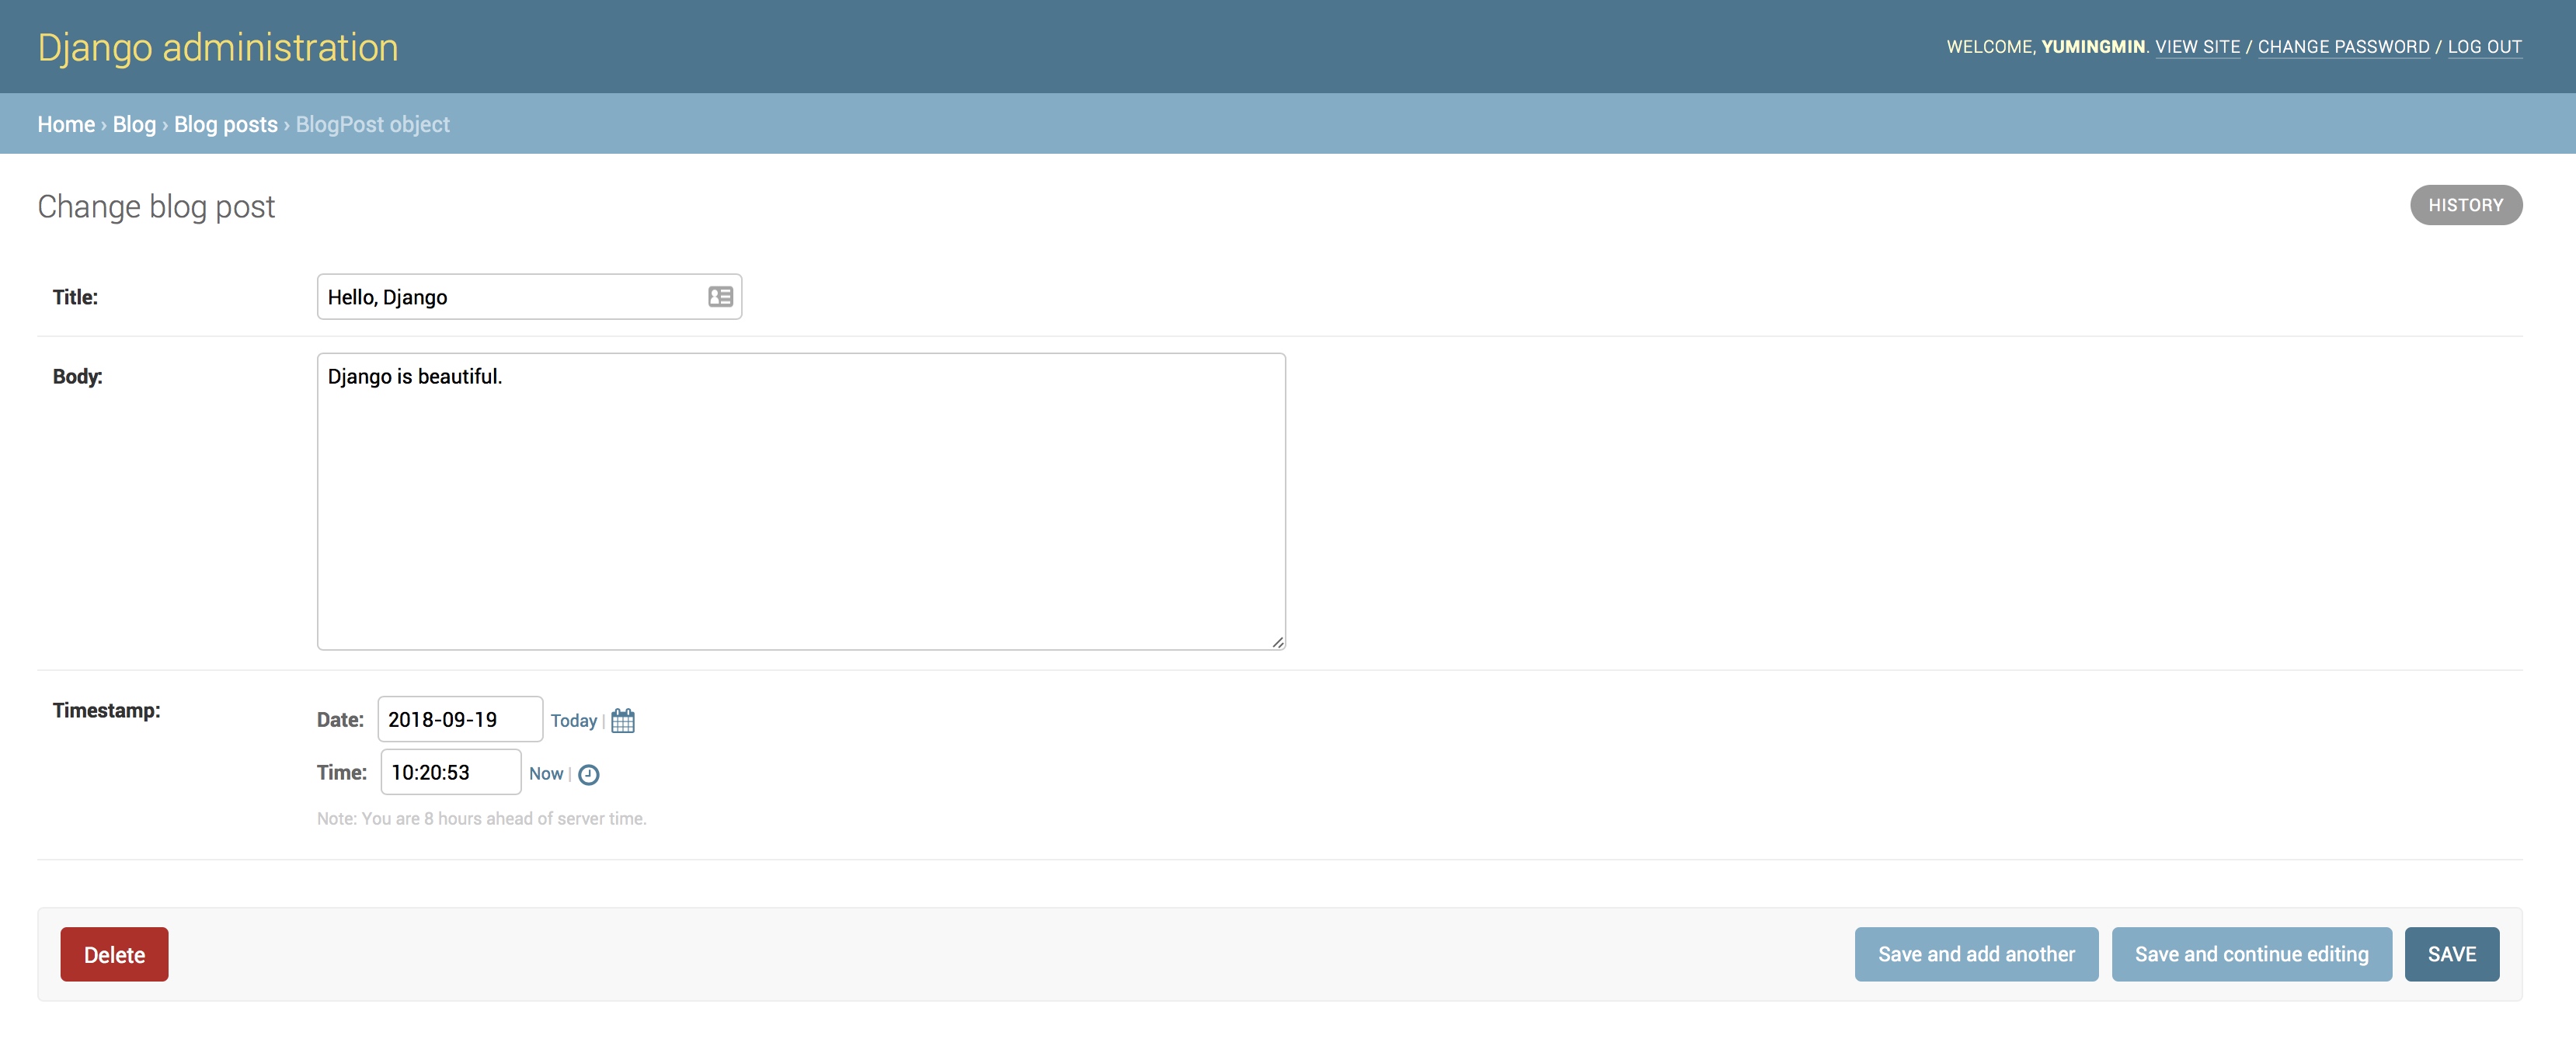 Django administration
WELCOME, YUMINGMIN. VIEW SITE / CHANGE PASSWORD / LOG OUT
Home › Blog › Blog posts › BlogPost object
Change blog post
HISTORY
Title:
Hello, Django
Body:
Django is beautiful.
Timestamp:
Date: 2018-09-19 Today |
Time: 10:20:53 Now |
Note: You are 8 hours ahead of server time.
Delete
Save and add another
Save and continue editing
SAVE